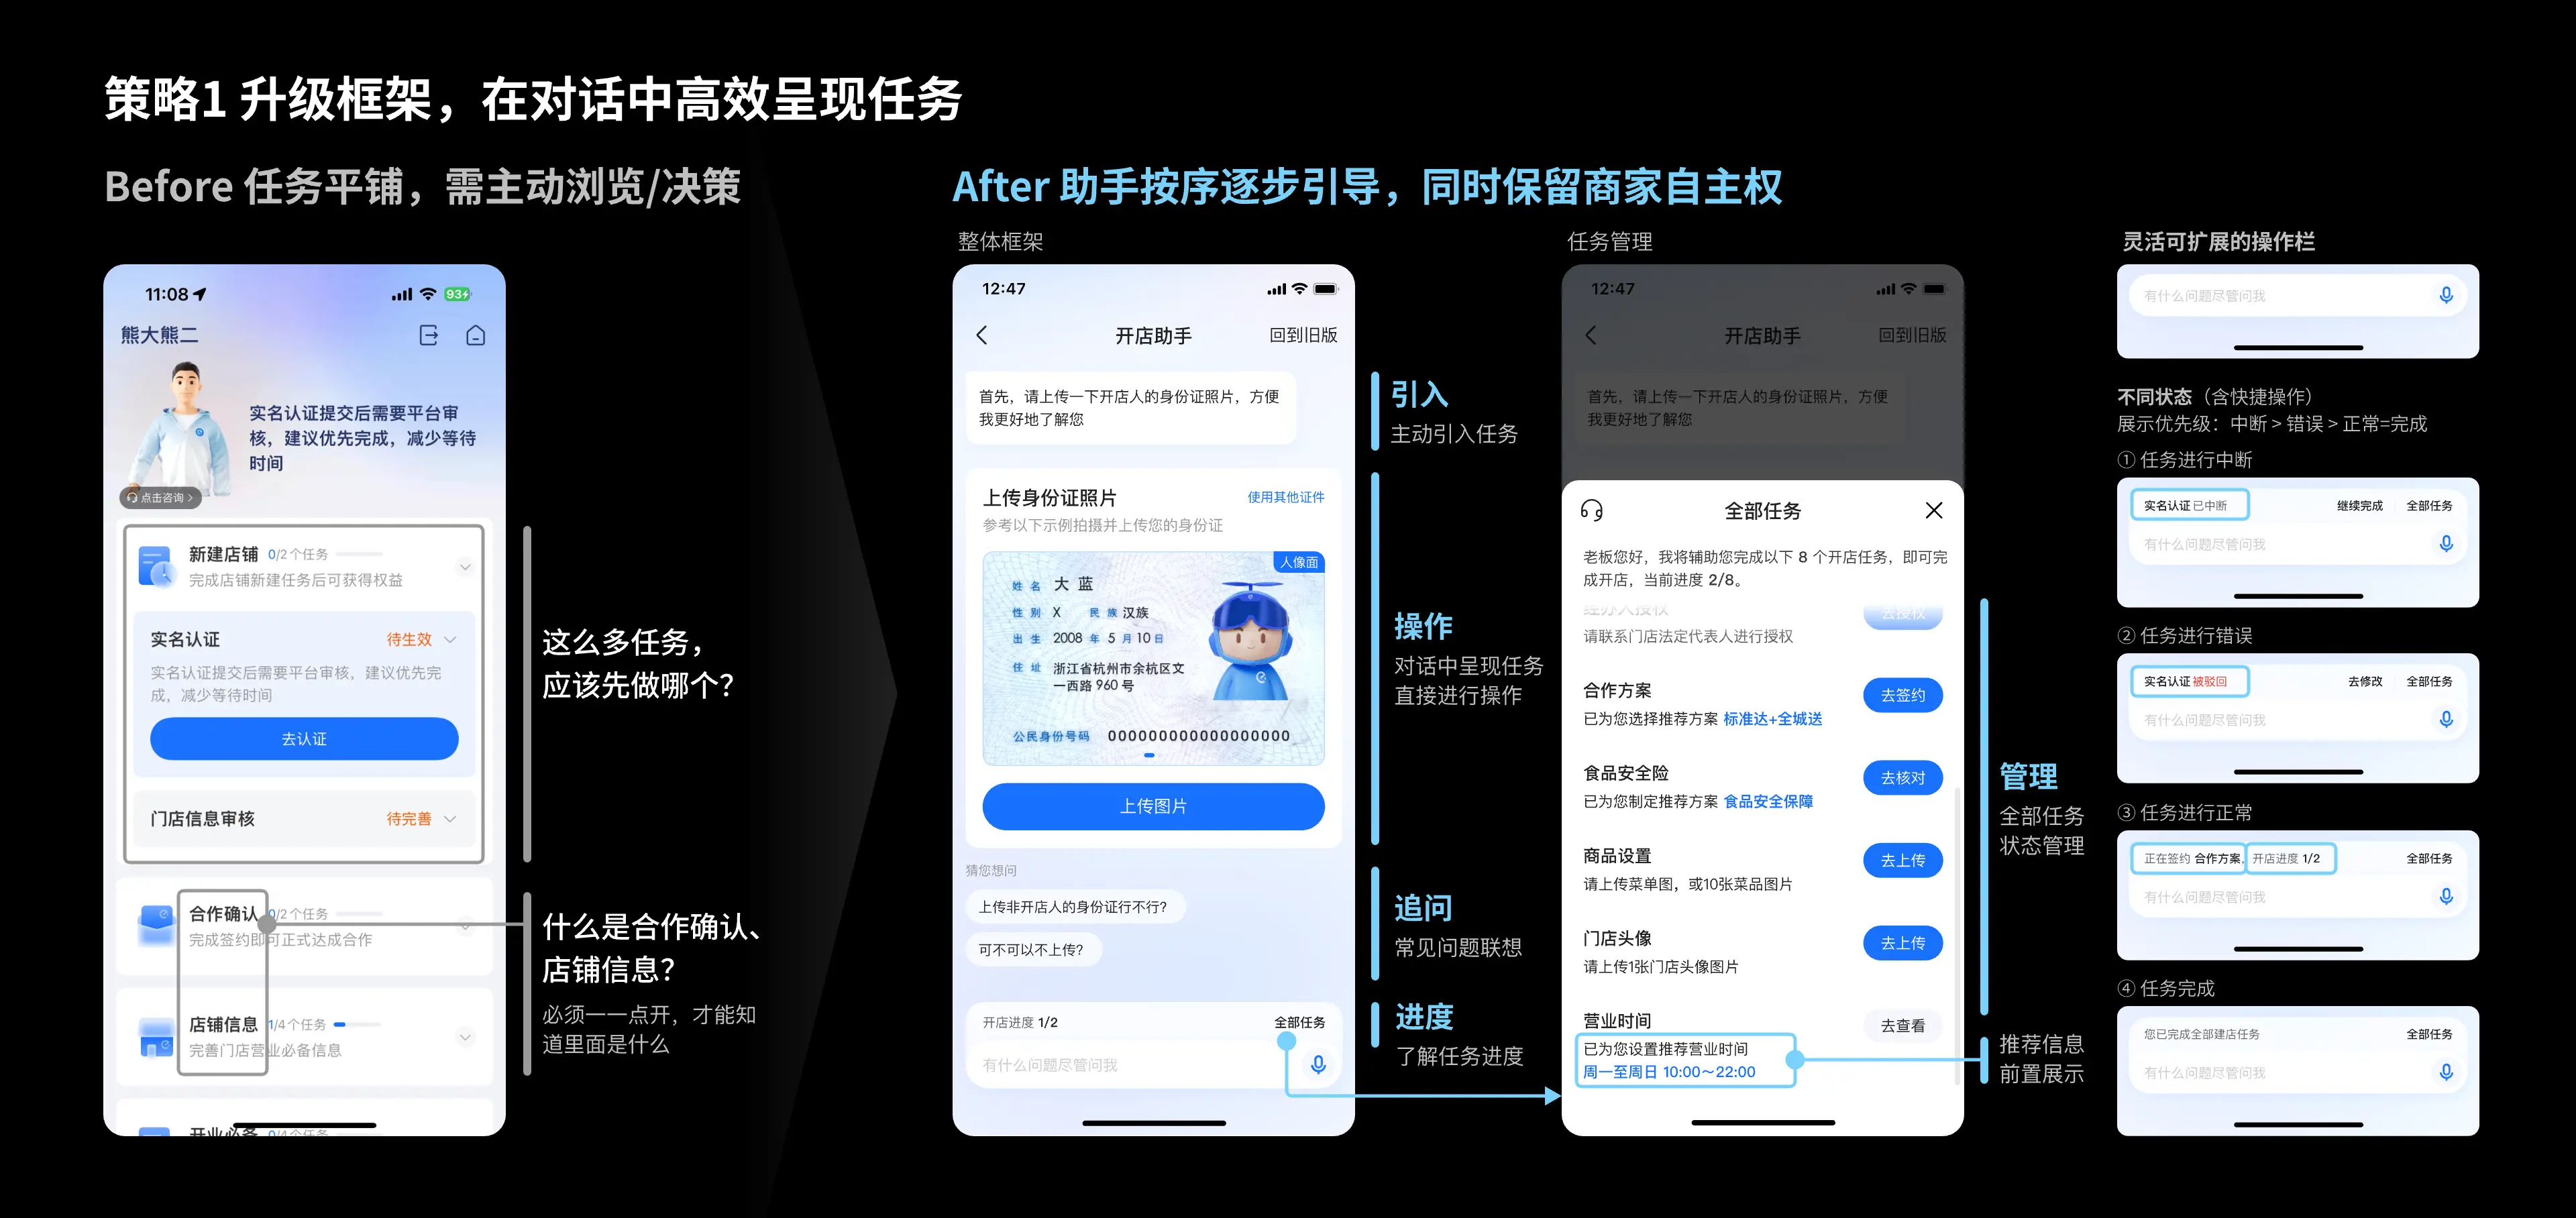 策略1 升级框架，在对话中高效呈现任务
Before 任务平铺，需主动浏览/决策
11:08
93
熊大熊二
实名认证提交后需要平台审
核，建议优先完成，减少等待
时间
点击咨询 >
新建店铺 0/2个任务
完成店铺新建任务后可获得权益
实名认证 待生效
实名认证提交后需要平台审核，建议优先完
成，减少等待时间
去认证
门店信息审核 待完善
合作确认 0/2个任务
完成签约即可正式达成合作
店铺信息 1/4个任务
完善门店营业必备信息
开业必备 0/4个任务
这么多任务，
应该先做哪个？
什么是合作确认、
店铺信息？
必须一一点开，才能知
道里面是什么
After 助手按序逐步引导，同时保留商家自主权
整体框架
12:47
开店助手
回到旧版
首先，请上传一下开店人的身份证照片，方便
我更好地了解您
上传身份证照片
使用其他证件
参考以下示例拍摄并上传您的身份证
人像面
姓 名 大 蓝
性 别 X 民 族 汉族
出 生 2008 年 5 月 10 日
住 址 浙江省杭州市余杭区文
一西路 960 号
公民身份号码 000000000000000000
上传图片
猜您想问
上传非开店人的身份证行不行?
可不可以不上传?
开店进度 1/2
全部任务
有什么问题尽管问我
引入
主动引入任务
操作
对话中呈现任务
直接进行操作
追问
常见问题联想
进度
了解任务进度
任务管理
12:47
开店助手
回到旧版
首先，请上传一下开店人的身份证照片，方便
我更好地了解您
全部任务
老板您好，我将辅助您完成以下 8 个开店任务，即可完
成开店，当前进度 2/8。
经办人授权
去授权
请联系门店法定代表人进行授权
合作方案
已为您选择推荐方案 标准达+全城送
去签约
食品安全险
已为您制定推荐方案 食品安全保障
去核对
商品设置
请上传菜单图，或10张菜品图片
去上传
门店头像
请上传1张门店头像图片
去上传
营业时间
去查看
已为您设置推荐营业时间
周一至周日 10:00～22:00
管理
全部任务
状态管理
推荐信息
前置展示
灵活可扩展的操作栏
有什么问题尽管问我
不同状态（含快捷操作）
展示优先级：中断 > 错误 > 正常=完成
① 任务进行中断
实名认证 已中断 继续完成 全部任务
有什么问题尽管问我
② 任务进行错误
实名认证 被驳回 去修改 全部任务
有什么问题尽管问我
③ 任务进行正常
正在签约 合作方案, 开店进度 1/2 全部任务
有什么问题尽管问我
④ 任务完成
您已完成全部建店任务 全部任务
有什么问题尽管问我